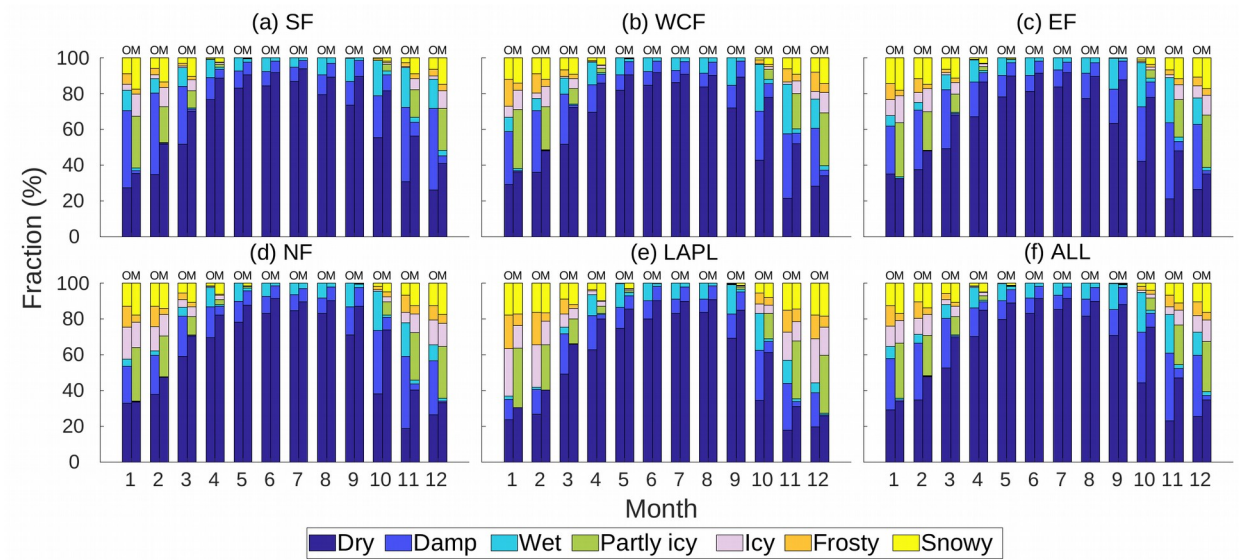 (a) SF (b) WCF (c) EF
OM OM OM OM OM OM OM OM OM OM OM OM OM OM OM OM OM OM OM OM OM OM OM OM OM OM OM OM OM OM OM OM OM OM OM OM
100
80
60
40
20
0
(d) NF (e) LAPL (f) ALL
OM OM OM OM OM OM OM OM OM OM OM OM OM OM OM OM OM OM OM OM OM OM OM OM OM OM OM OM OM OM OM OM OM OM OM OM
100
80
60
40
20
0
Fraction (%)
1 2 3 4 5 6 7 8 9 10 11 12 1 2 3 4 5 6 7 8 9 10 11 12 1 2 3 4 5 6 7 8 9 10 11 12
Month
Dry Damp Wet Partly icy Icy Frosty Snowy